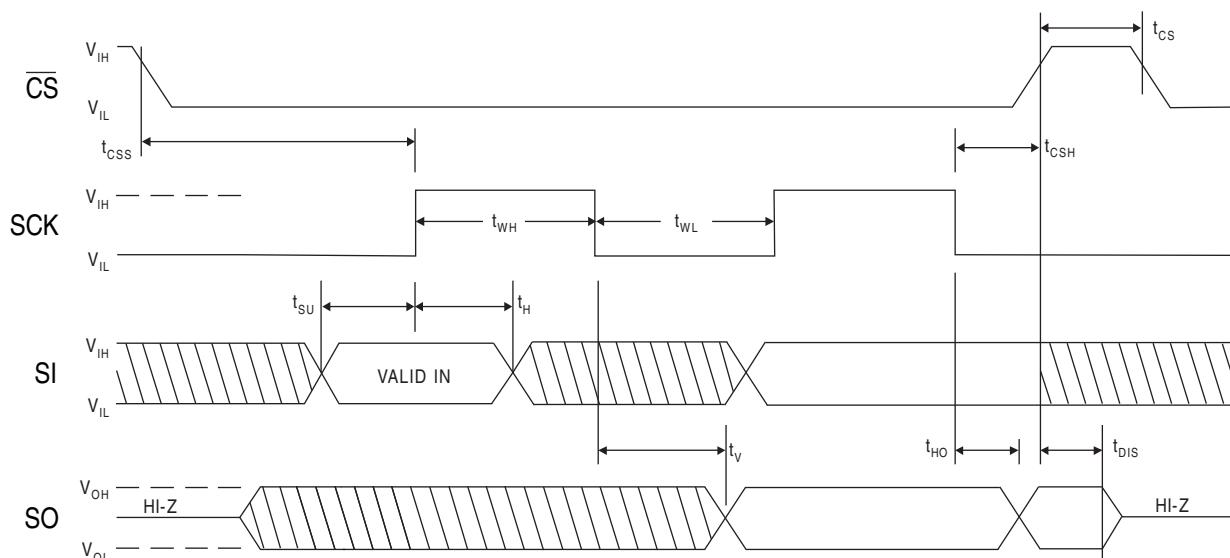 V_IH
t_CS
C̅S̅
V_IL
t_CSS
t_CSH
V_IH
SCK
t_WH
t_WL
V_IL
t_SU
t_H
V_IH
SI
VALID IN
V_IL
t_V
t_HO
t_DIS
V_OH
HI-Z
HI-Z
SO
V_OL